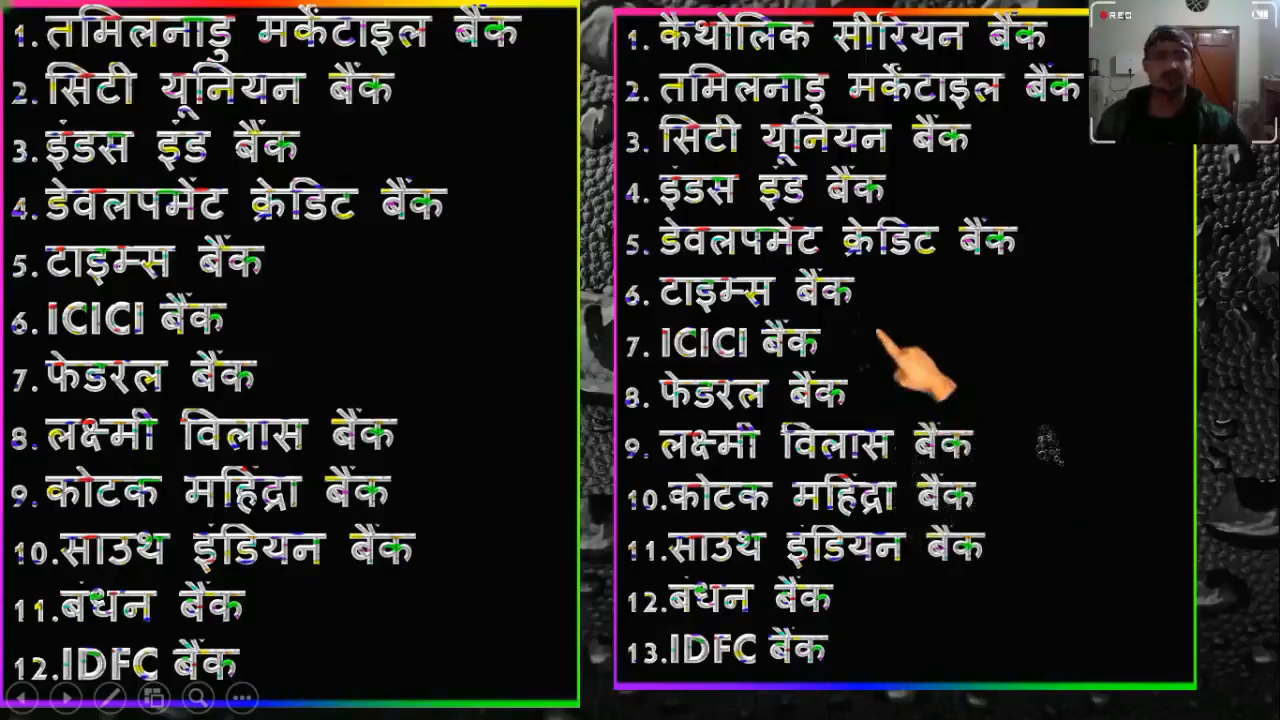 1. तमिलनाडु मर्केंटाइल बैंक
2. सिटी यूनियन बैंक
3. इंडस इंड बैंक
4. डेवलपमेंट क्रेडिट बैंक
5. टाइम्स बैंक
6. ICICI बैंक
7. फेडरल बैंक
8. लक्ष्मी विलास बैंक
9. कोटक महिंद्रा बैंक
10. साउथ इंडियन बैंक
11. बंधन बैंक
12. IDFC बैंक
1. कैथोलिक सीरियन बैंक
2. तमिलनाडु मर्केंटाइल बैंक
3. सिटी यूनियन बैंक
4. इंडस इंड बैंक
5. डेवलपमेंट क्रेडिट बैंक
6. टाइम्स बैंक
7. ICICI बैंक
8. फेडरल बैंक
9. लक्ष्मी विलास बैंक
10. कोटक महिंद्रा बैंक
11. साउथ इंडियन बैंक
12. बंधन बैंक
13. IDFC बैंक
REC